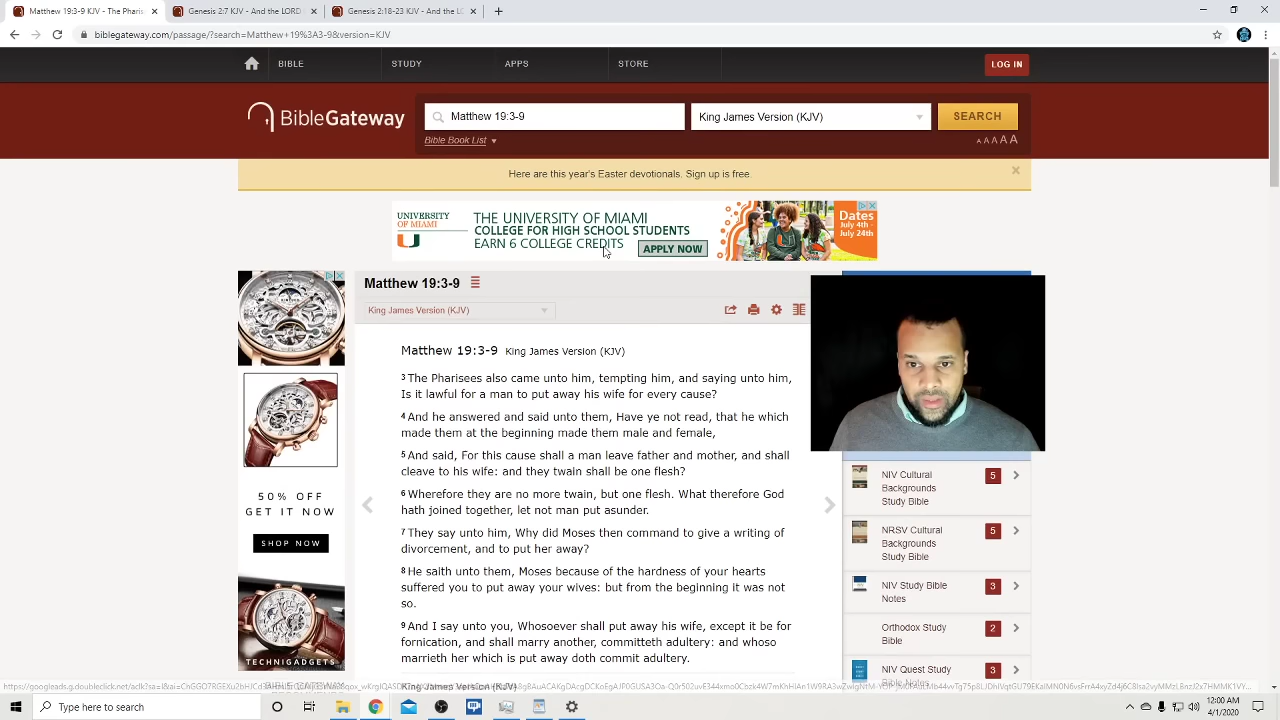 Matthew 19:3-9 KJV - The Ph
Genesis 2:7 KJV - And the LORD
Genesis 2:18-23 KJV - And the L
biblegateway.com/passage/?search=Matthew+19%3A3-9&version=KJV
BIBLE STUDY APPS STORE LOG IN
BibleGateway
Matthew 19:3-9
King James Version (KJV)
SEARCH
Bible Book List
A A A A A
Here are this year's Easter devotionals. Sign up is free.
UNIVERSITY
OF MIAMI
THE UNIVERSITY OF MIAMI
COLLEGE FOR HIGH SCHOOL STUDENTS
EARN 6 COLLEGE CREDITS
APPLY NOW
Dates
July 4th -
July 24th
Matthew 19:3-9
King James Version (KJV)
Matthew 19:3-9 King James Version (KJV)
3 The Pharisees also came unto him, tempting him, and saying unto him,
Is it lawful for a man to put away his wife for every cause?
4 And he answered and said unto them, Have ye not read, that he which
made them at the beginning made them male and female,
5 And said, For this cause shall a man leave father and mother, and shall
cleave to his wife: and they twain shall be one flesh?
6 Wherefore they are no more twain, but one flesh. What therefore God
hath joined together, let not man put asunder.
7 They say unto him, Why did Moses then command to give a writing of
divorcement, and to put her away?
8 He saith unto them, Moses because of the hardness of your hearts
suffered you to put away your wives: but from the beginning it was not
so.
9 And I say unto you, Whosoever shall put away his wife, except it be for
fornication, and shall marry another, committeth adultery: and whoso
marrieth her which is put away doth commit adultery.
King James Version (KJV)
50% OFF
GET IT NOW
SHOP NOW
TECHNIGADGETS
NIV Cultural
Backgrounds
Study Bible
5
NRSV Cultural
Backgrounds
Study Bible
5
NIV Study Bible
Notes
3
Orthodox Study
Bible
2
NIV Quest Study
Bible Notes
3
Type here to search
12:00 AM
4/1/2020